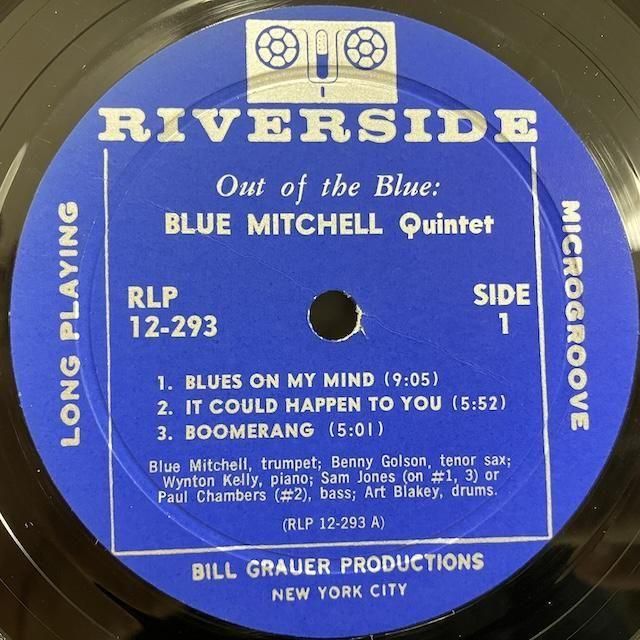 RIVERSIDE
Out of the Blue:
BLUE MITCHELL Quintet
LONG PLAYING
MICROGROOVE
RLP
12-293
SIDE
1
1. BLUES ON MY MIND (9:05)
2. IT COULD HAPPEN TO YOU (5:52)
3. BOOMERANG (5:01)
Blue Mitchell, trumpet; Benny Golson, tenor sax;
Wynton Kelly, piano; Sam Jones (on #1, 3) or
Paul Chambers (#2), bass; Art Blakey, drums.
(RLP 12-293 A)
BILL GRAUER PRODUCTIONS
NEW YORK CITY